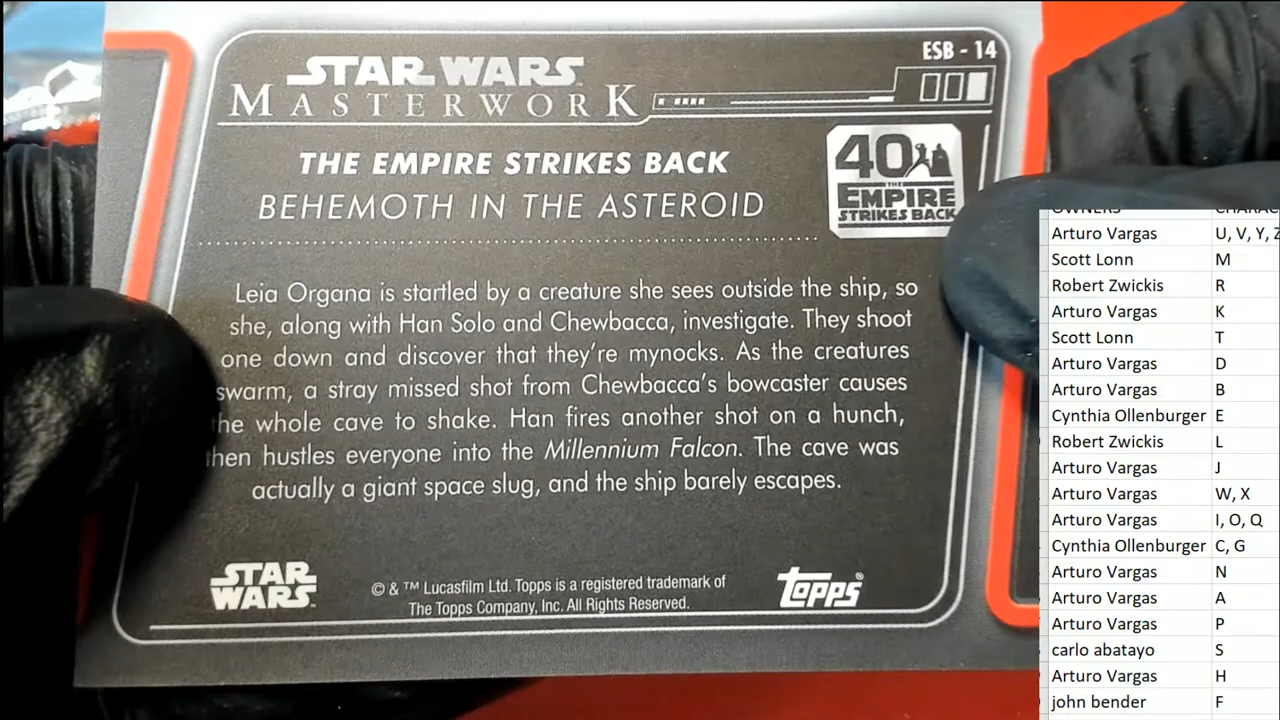 ESB - 14
STAR WARS
MASTERWORK
THE EMPIRE STRIKES BACK
BEHEMOTH IN THE ASTEROID
40
THE
EMPIRE
STRIKES BACK
Leia Organa is startled by a creature she sees outside the ship, so
she, along with Han Solo and Chewbacca, investigate. They shoot
one down and discover that they're mynocks. As the creatures
swarm, a stray missed shot from Chewbacca's bowcaster causes
the whole cave to shake. Han fires another shot on a hunch,
then hustles everyone into the Millennium Falcon. The cave was
actually a giant space slug, and the ship barely escapes.
STAR
WARS
© & ™ Lucasfilm Ltd. Topps is a registered trademark of
The Topps Company, Inc. All Rights Reserved.
topps®
OWNERS CHARAC
Arturo Vargas U, V, Y, Z
Scott Lonn M
Robert Zwickis R
Arturo Vargas K
Scott Lonn T
Arturo Vargas D
Arturo Vargas B
Cynthia Ollenburger E
Robert Zwickis L
Arturo Vargas J
Arturo Vargas W, X
Arturo Vargas I, O, Q
Cynthia Ollenburger C, G
Arturo Vargas N
Arturo Vargas A
Arturo Vargas P
carlo abatayo S
Arturo Vargas H
john bender F